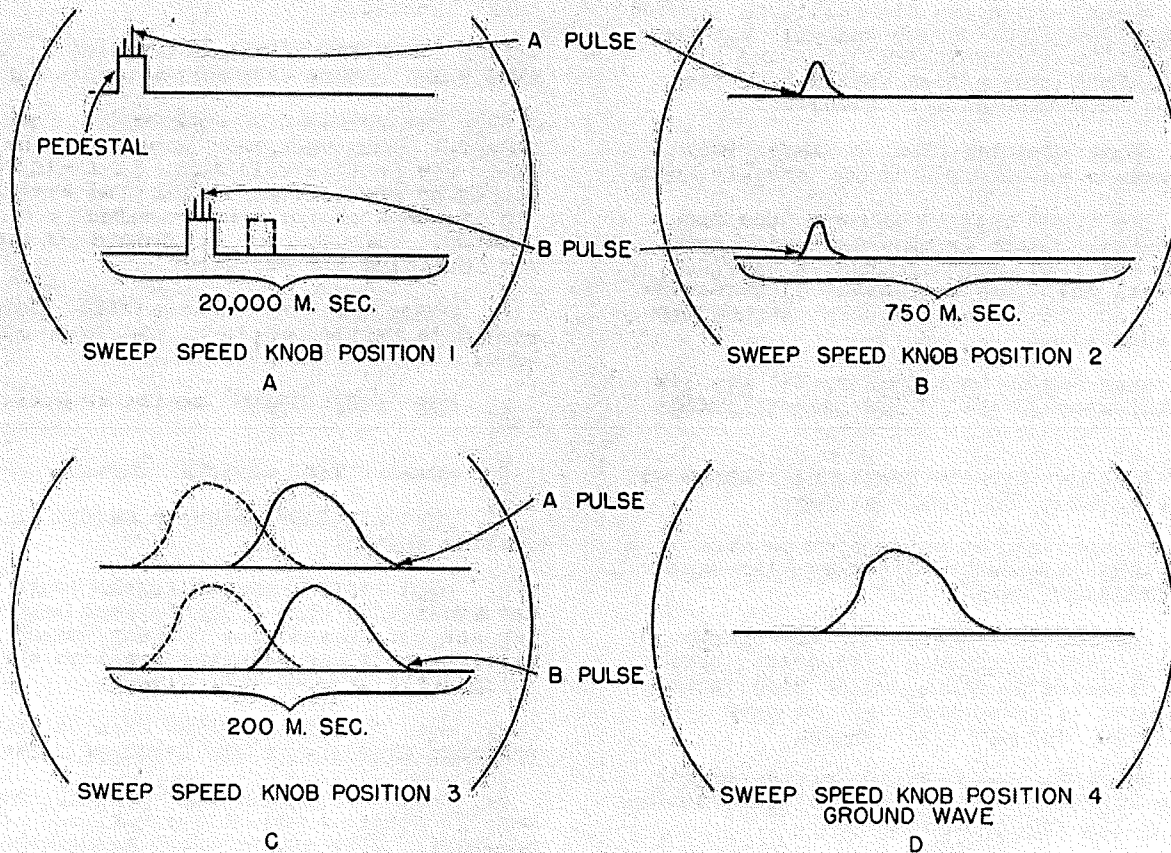 A PULSE
PEDESTAL
B PULSE
20,000 M. SEC.
750 M. SEC.
SWEEP SPEED KNOB POSITION 1
A
SWEEP SPEED KNOB POSITION 2
B
A PULSE
B PULSE
200 M. SEC.
SWEEP SPEED KNOB POSITION 3
C
SWEEP SPEED KNOB POSITION 4
GROUND WAVE
D